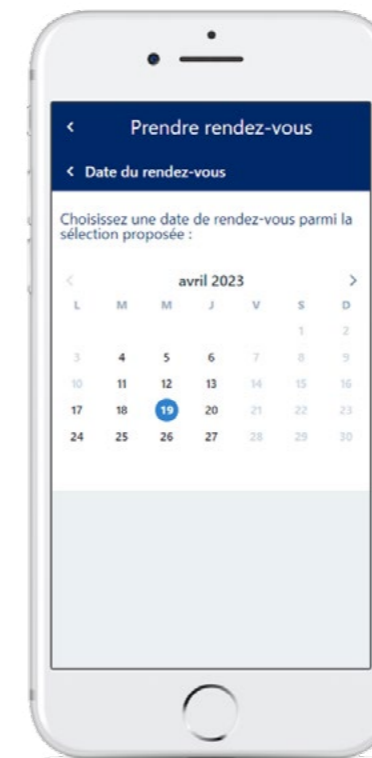 Prendre rendez-vous
Date du rendez-vous
Choisissez une date de rendez-vous parmi la
sélection proposée :
avril 2023
L M M J V S D
1 2
3 4 5 6 7 8 9
10 11 12 13 14 15 16
17 18 19 20 21 22 23
24 25 26 27 28 29 30